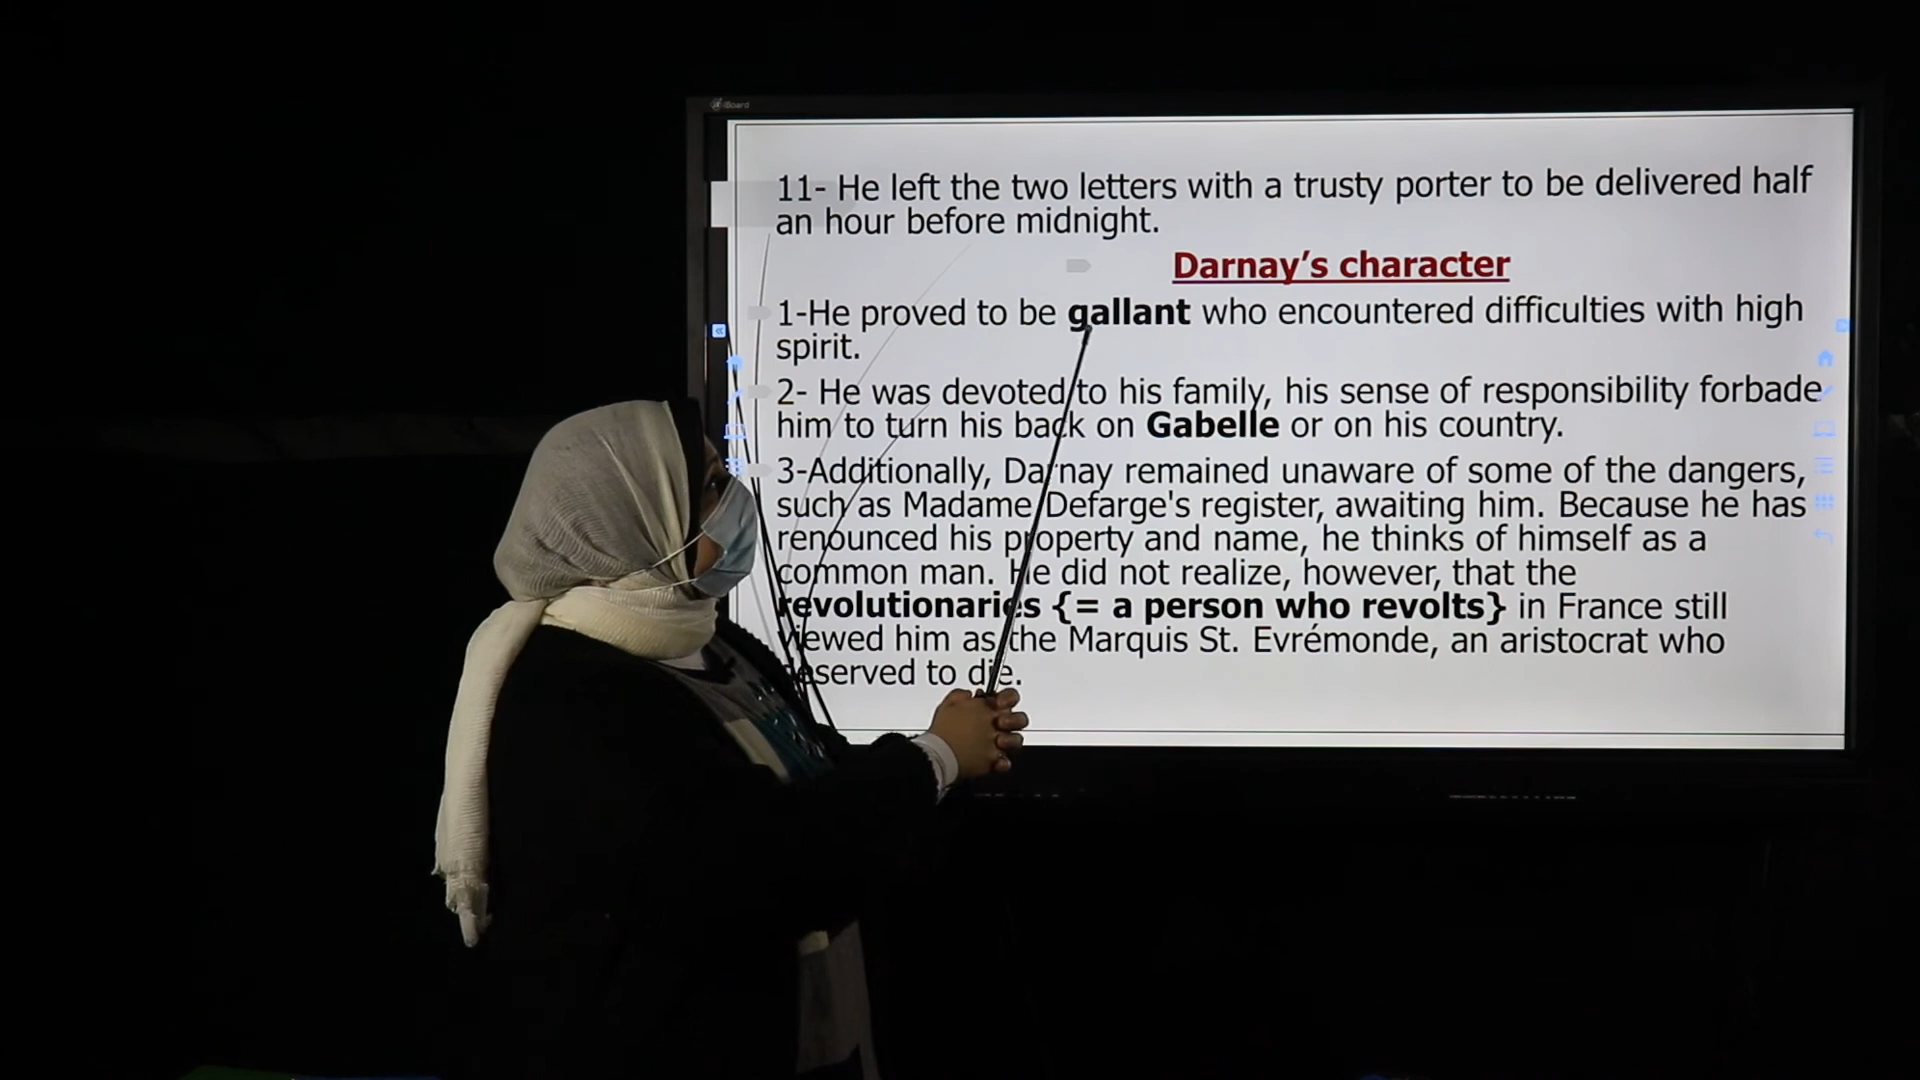 iBoard
11- He left the two letters with a trusty porter to be delivered half
an hour before midnight.
Darnay’s character
1-He proved to be gallant who encountered difficulties with high
spirit.
2- He was devoted to his family, his sense of responsibility forbade
him to turn his back on Gabelle or on his country.
3-Additionally, Darnay remained unaware of some of the dangers,
such as Madame Defarge's register, awaiting him. Because he has
renounced his property and name, he thinks of himself as a
common man. He did not realize, however, that the
revolutionaries {= a person who revolts} in France still
viewed him as the Marquis St. Evrémonde, an aristocrat who
deserved to die.